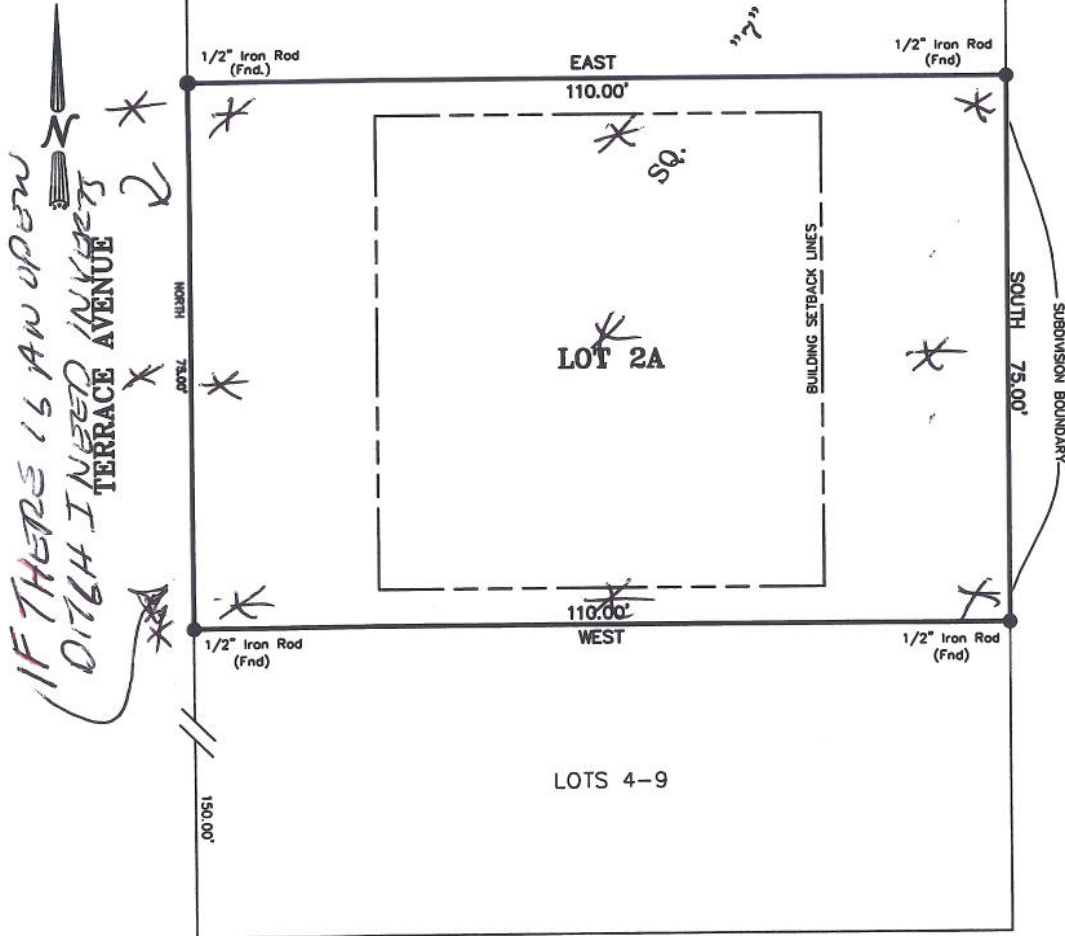 "7"
1/2" Iron Rod
(Fnd.)
EAST
110.00'
1/2" Iron Rod
(Fnd)
N
SQ.
IF THERE IS AN OPEN
DITCH I NEED INVERTS
TERRACE AVENUE
NORTH 75.00'
LOT 2A
BUILDING SETBACK LINES
SOUTH 75.00'
SUBDIVISION BOUNDARY
110.00'
WEST
1/2" Iron Rod
(Fnd)
1/2" Iron Rod
(Fnd)
150.00'
LOTS 4-9